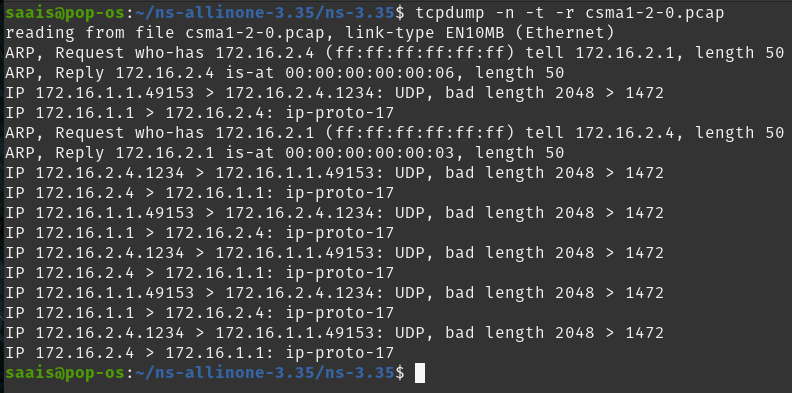 saais@pop-os:~/ns-allinone-3.35/ns-3.35$ tcpdump -n -t -r csma1-2-0.pcap
reading from file csma1-2-0.pcap, link-type EN10MB (Ethernet)
ARP, Request who-has 172.16.2.4 (ff:ff:ff:ff:ff:ff) tell 172.16.2.1, length 50
ARP, Reply 172.16.2.4 is-at 00:00:00:00:00:06, length 50
IP 172.16.1.1.49153 > 172.16.2.4.1234: UDP, bad length 2048 > 1472
IP 172.16.1.1 > 172.16.2.4: ip-proto-17
ARP, Request who-has 172.16.2.1 (ff:ff:ff:ff:ff:ff) tell 172.16.2.4, length 50
ARP, Reply 172.16.2.1 is-at 00:00:00:00:00:03, length 50
IP 172.16.2.4.1234 > 172.16.1.1.49153: UDP, bad length 2048 > 1472
IP 172.16.2.4 > 172.16.1.1: ip-proto-17
IP 172.16.1.1.49153 > 172.16.2.4.1234: UDP, bad length 2048 > 1472
IP 172.16.1.1 > 172.16.2.4: ip-proto-17
IP 172.16.2.4.1234 > 172.16.1.1.49153: UDP, bad length 2048 > 1472
IP 172.16.2.4 > 172.16.1.1: ip-proto-17
IP 172.16.1.1.49153 > 172.16.2.4.1234: UDP, bad length 2048 > 1472
IP 172.16.1.1 > 172.16.2.4: ip-proto-17
IP 172.16.2.4.1234 > 172.16.1.1.49153: UDP, bad length 2048 > 1472
IP 172.16.2.4 > 172.16.1.1: ip-proto-17
saais@pop-os:~/ns-allinone-3.35/ns-3.35$